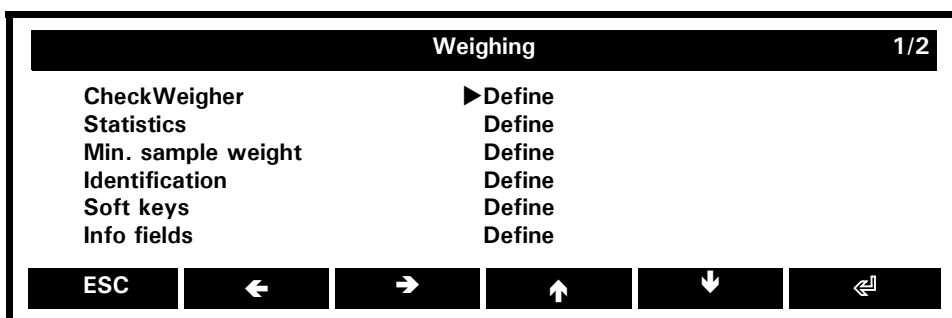 Weighing 1/2
CheckWeigher ▶Define
Statistics Define
Min. sample weight Define
Identification Define
Soft keys Define
Info fields Define
ESC ← → ↑ ↓ ↵